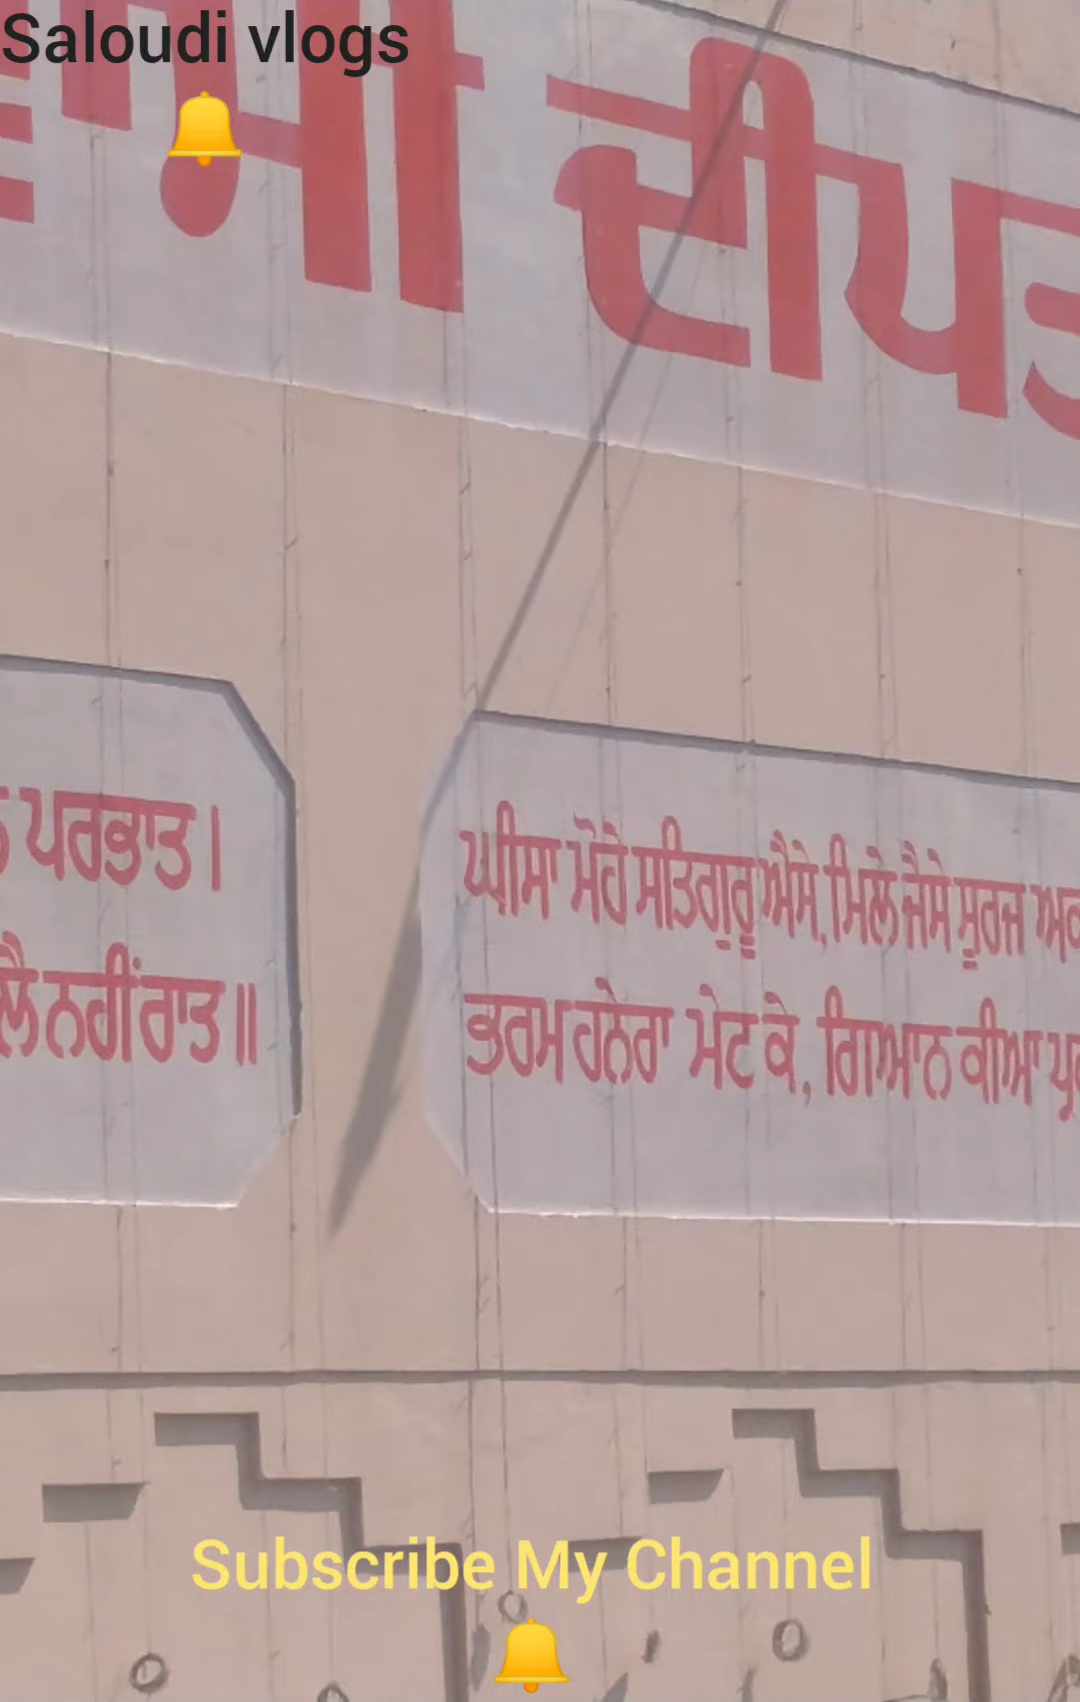 Saloudi vlogs
ਦੀਪ
ਪਰਭਾਤ।
ਨਹੀਂ ਰਾਤ॥
ਘੀਸਾ ਮੋਹੇ ਸਤਿਗੁਰੂ ਐਸੇ, ਮਿਲੇ ਜੈਸੇ ਸੂਰਜ
ਭਰਮ ਹਨੇਰਾ ਮੇਟ ਕੇ, ਗਿਆਨ ਕੀਆ
Subscribe My Channel